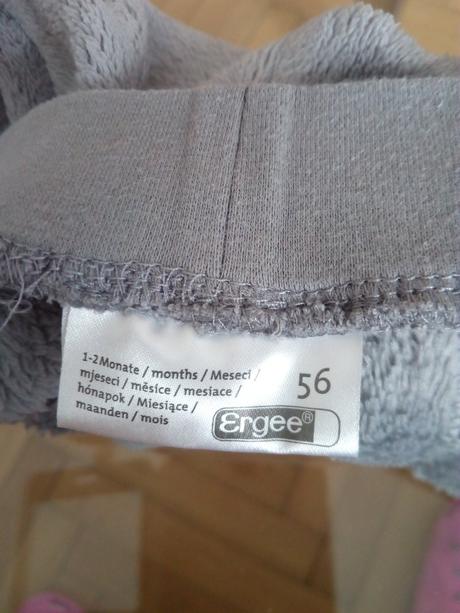 1-2Monate / months / Meseci /
mjeseci / měsíce / mesiace /
hónapok / Miesiące /
maanden / mois
56
Ergee®